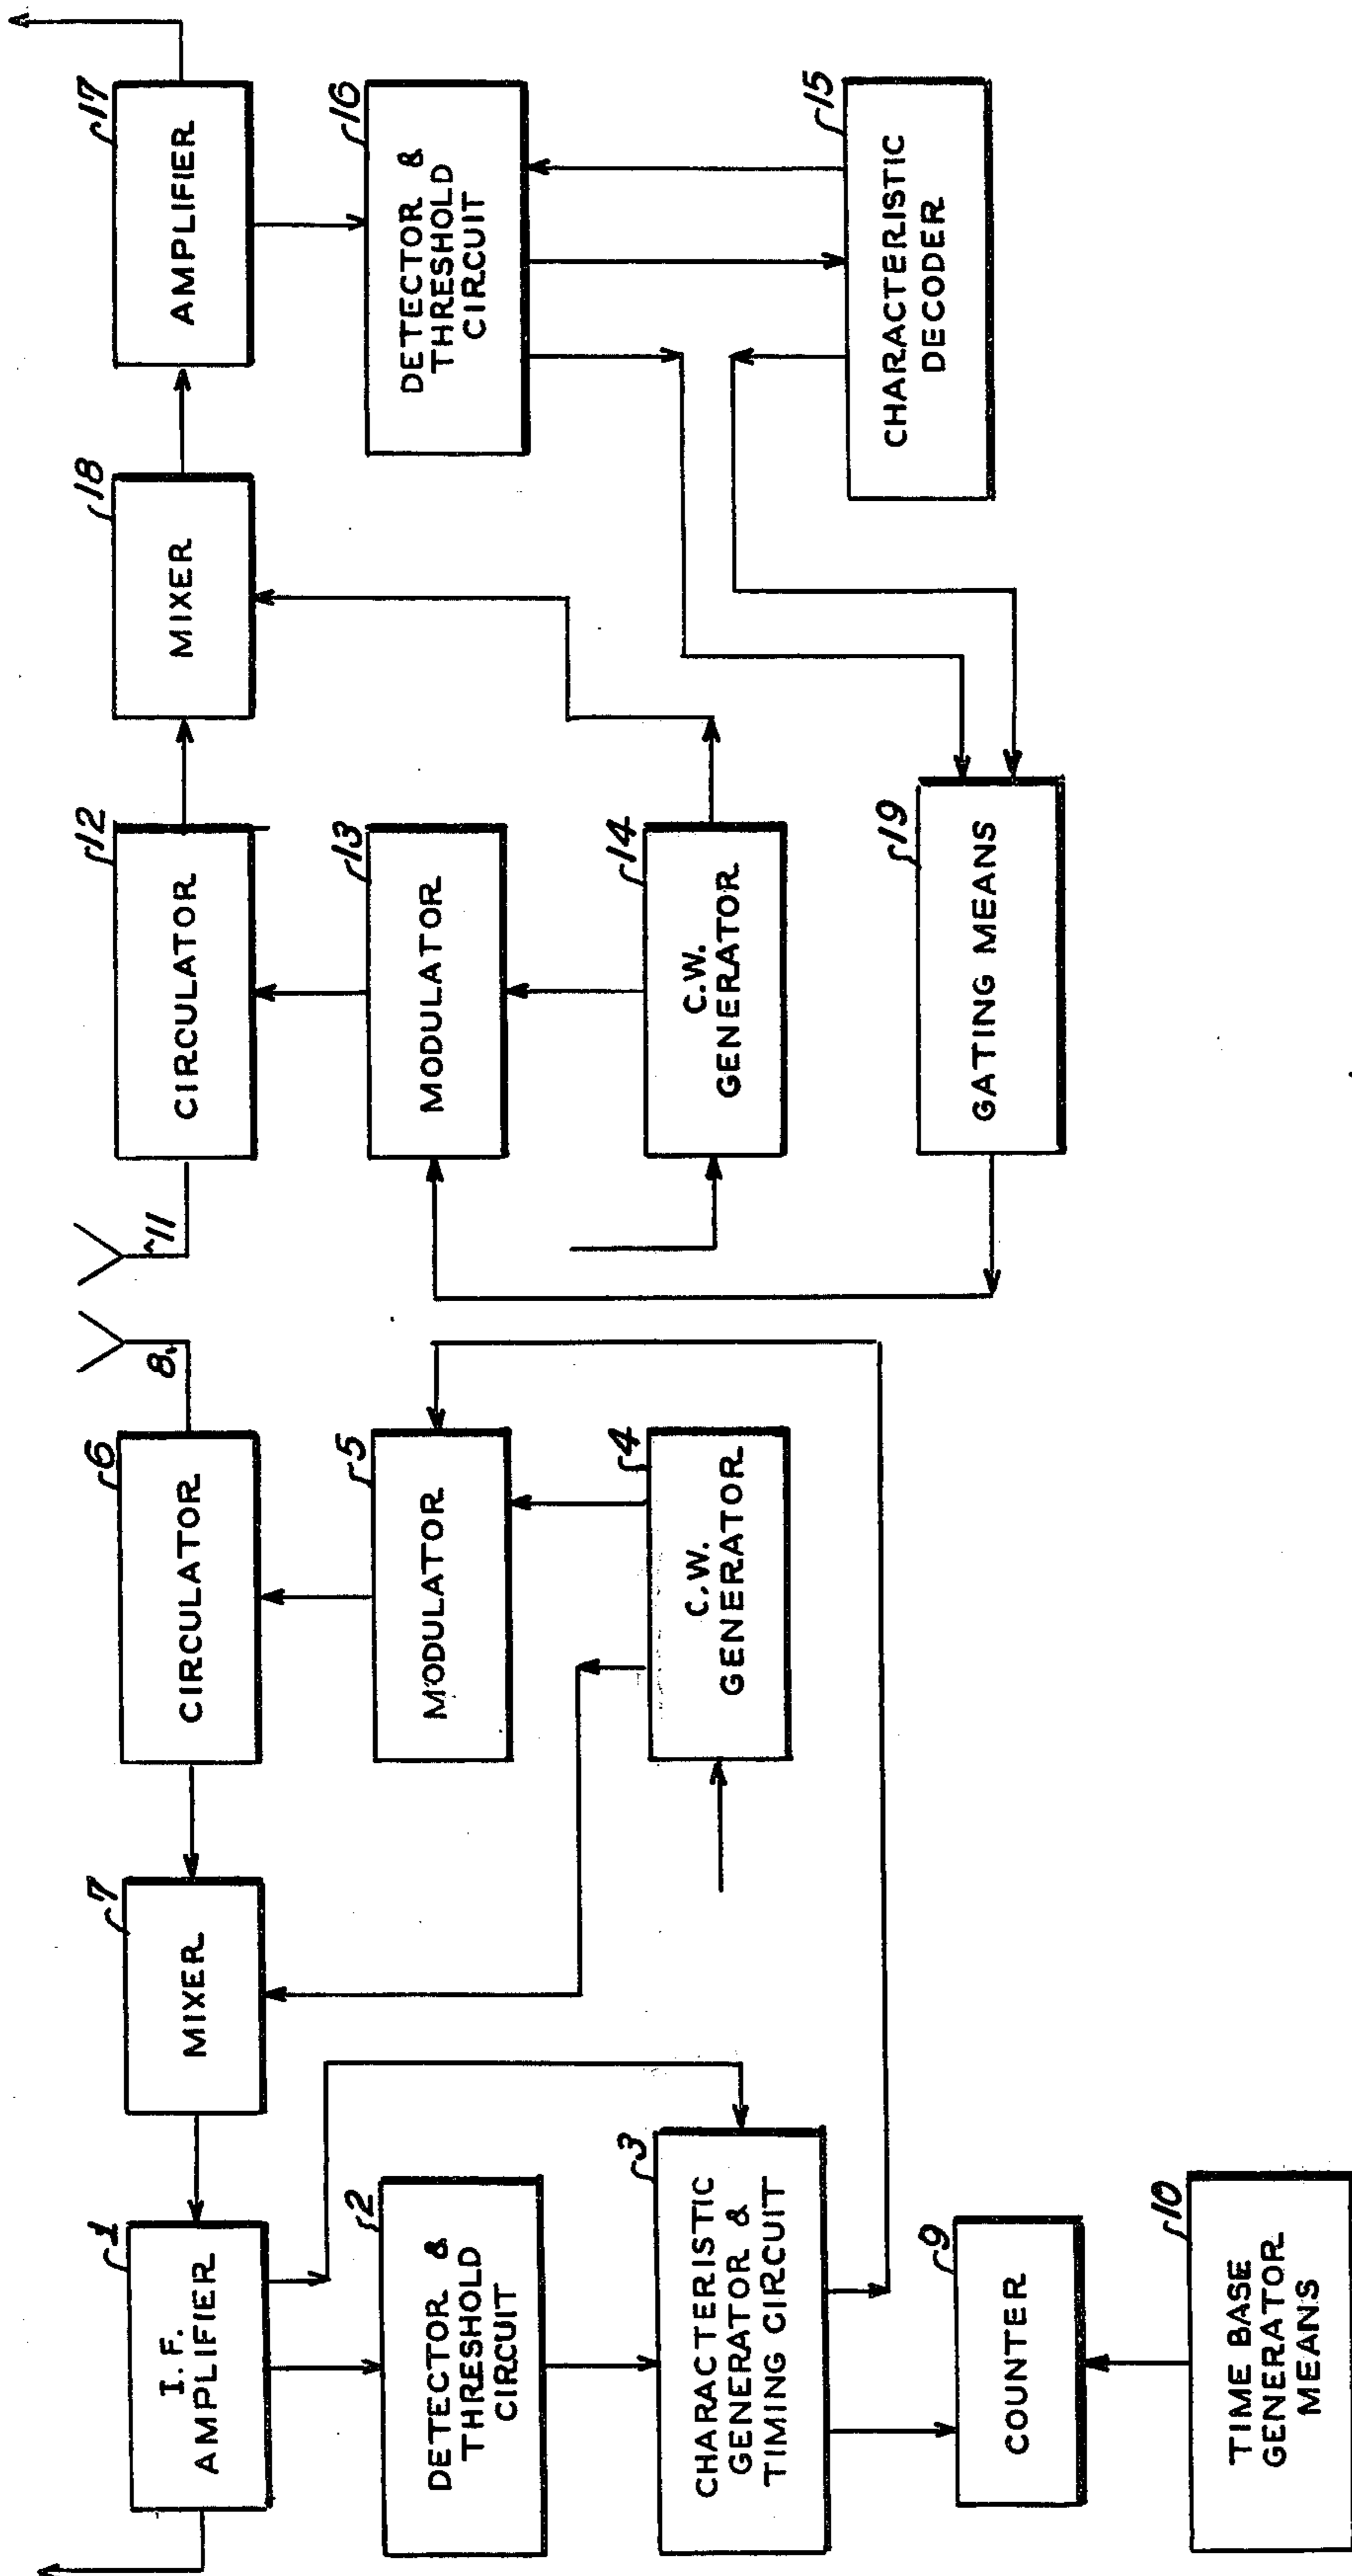 1
I. F.
AMPLIFIER
7
MIXER
6
CIRCULATOR
8
11
12
CIRCULATOR
18
MIXER
17
AMPLIFIER
2
DETECTOR &
THRESHOLD
CIRCUIT
5
MODULATOR
13
MODULATOR
16
DETECTOR &
THRESHOLD
CIRCUIT
3
CHARACTERISTIC
GENERATOR &
TIMING CIRCUIT
4
C.W.
GENERATOR
14
C.W.
GENERATOR
15
CHARACTERISTIC
DECODER
9
COUNTER
19
GATING MEANS
10
TIME BASE
GENERATOR
MEANS